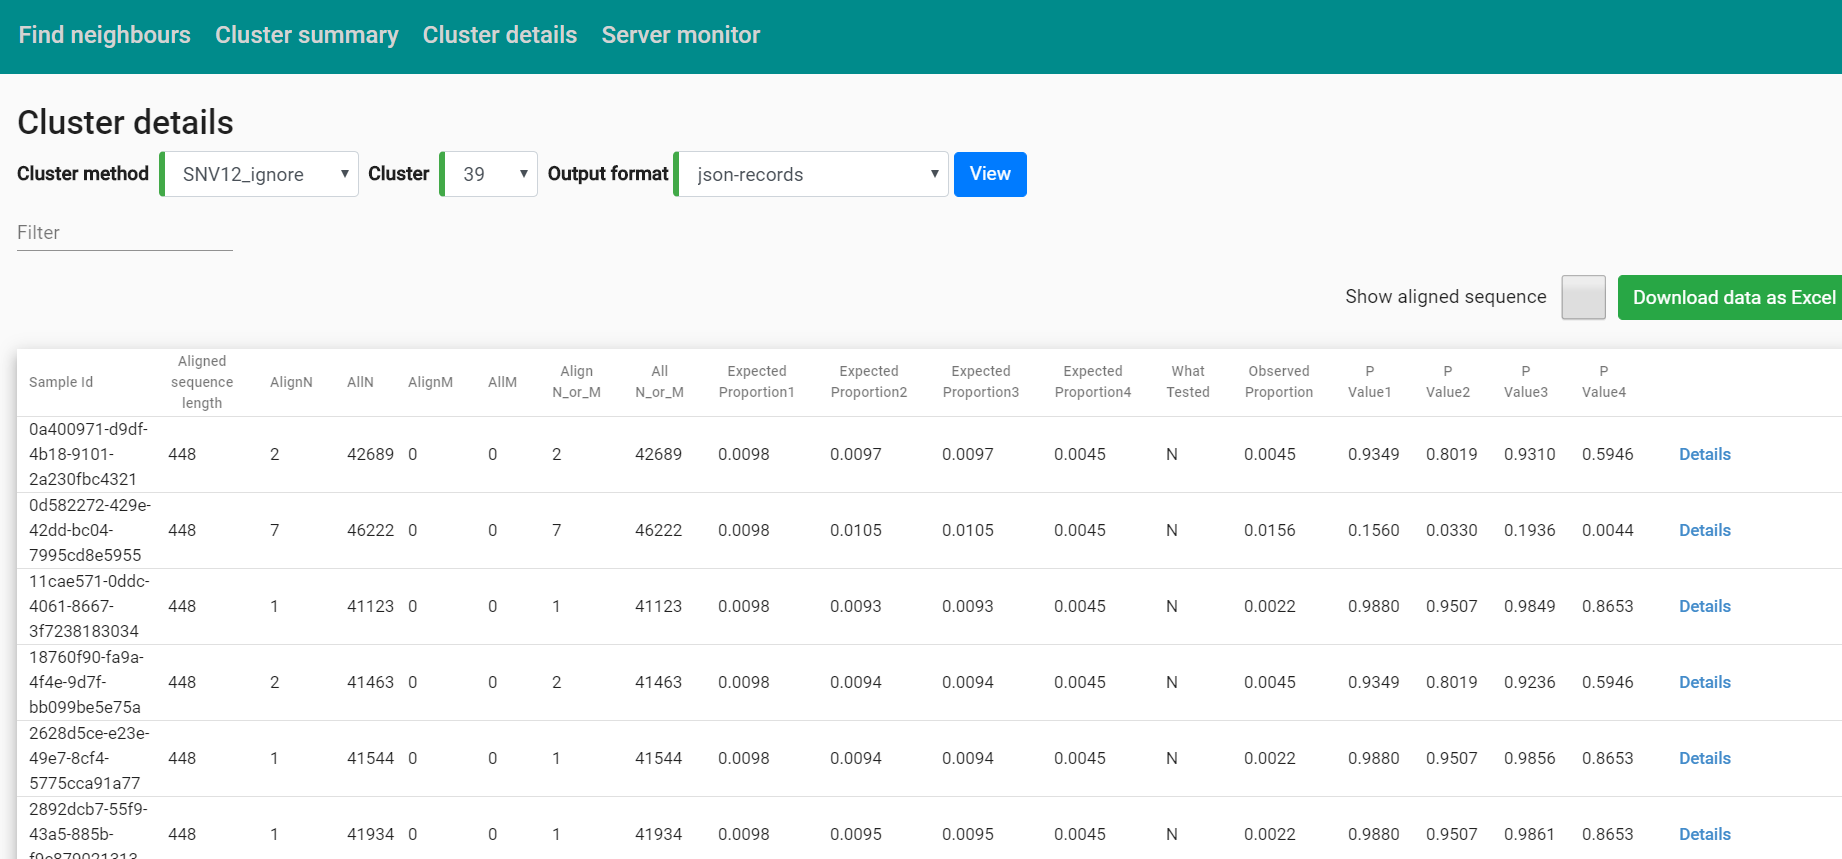 Find neighbours Cluster summary Cluster details Server monitor
Cluster details
Cluster method SNV12_ignore Cluster 39 Output format json-records View
Filter
Show aligned sequence Download data as Excel
Sample Id Aligned sequence length AlignN AllN AlignM AllM Align N_or_M All N_or_M Expected Proportion1 Expected Proportion2 Expected Proportion3 Expected Proportion4 What Tested Observed Proportion P Value1 P Value2 P Value3 P Value4
0a400971-d9df-
4b18-9101- 448 2 42689 0 0 2 42689 0.0098 0.0097 0.0097 0.0045 N 0.0045 0.9349 0.8019 0.9310 0.5946 Details
2a230fbc4321
0d582272-429e-
42dd-bc04- 448 7 46222 0 0 7 46222 0.0098 0.0105 0.0105 0.0045 N 0.0156 0.1560 0.0330 0.1936 0.0044 Details
7995cd8e5955
11cae571-0ddc-
4061-8667- 448 1 41123 0 0 1 41123 0.0098 0.0093 0.0093 0.0045 N 0.0022 0.9880 0.9507 0.9849 0.8653 Details
3f7238183034
18760f90-fa9a-
4f4e-9d7f- 448 2 41463 0 0 2 41463 0.0098 0.0094 0.0094 0.0045 N 0.0045 0.9349 0.8019 0.9236 0.5946 Details
bb099be5e75a
2628d5ce-e23e-
49e7-8cf4- 448 1 41544 0 0 1 41544 0.0098 0.0094 0.0094 0.0045 N 0.0022 0.9880 0.9507 0.9856 0.8653 Details
5775cca91a77
2892dcb7-55f9-
43a5-885b- 448 1 41934 0 0 1 41934 0.0098 0.0095 0.0095 0.0045 N 0.0022 0.9880 0.9507 0.9861 0.8653 Details